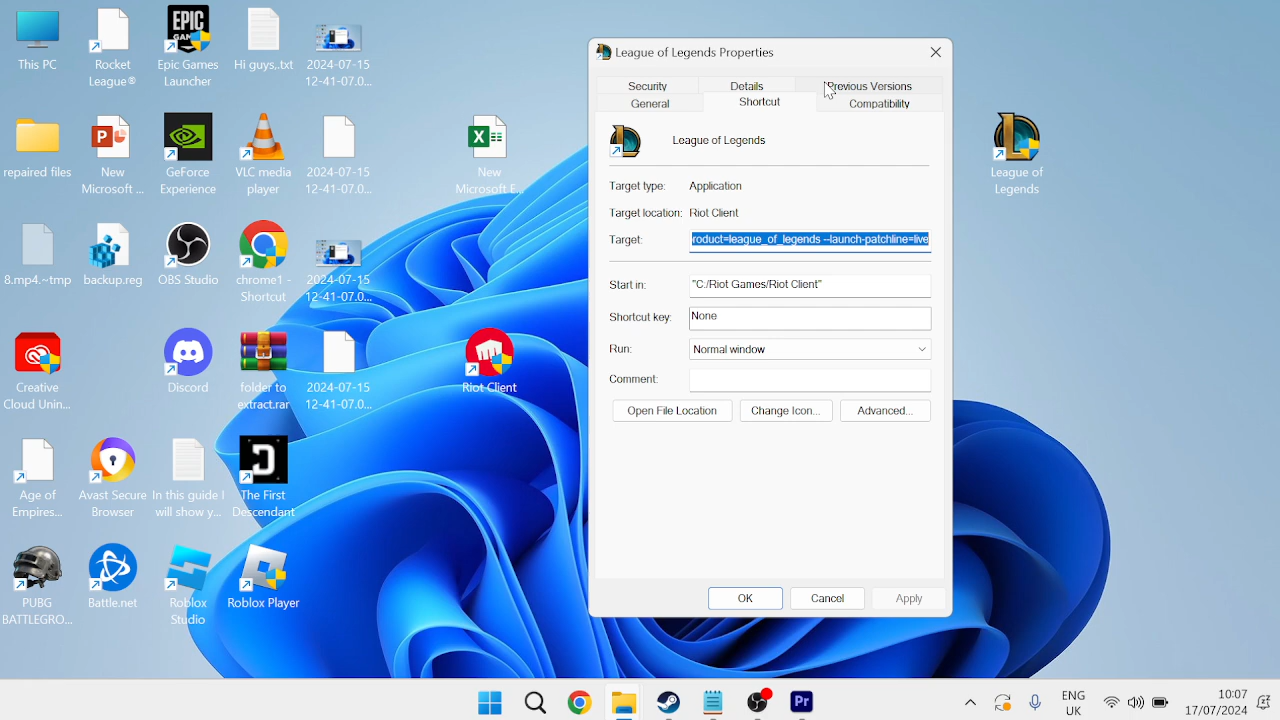 This PC
Rocket
League®
Epic Games
Launcher
Hi guys,.txt
2024-07-15
12-41-07.0...
repaired files
New
Microsoft ...
GeForce
Experience
VLC media
player
2024-07-15
12-41-07.0...
New
Microsoft E...
8.mp4.~tmp
backup.reg
OBS Studio
chrome1 -
Shortcut
2024-07-15
12-41-07.0...
Creative
Cloud Unin...
Discord
folder to
extract.rar
2024-07-15
12-41-07.0...
Riot Client
Age of
Empires...
Avast Secure
Browser
In this guide I
will show y...
The First
Descendant
PUBG
BATTLEGRO...
Battle.net
Roblox
Studio
Roblox Player
League of
Legends
League of Legends Properties
Security
Details
Previous Versions
General
Shortcut
Compatibility
League of Legends
Target type: Application
Target location: Riot Client
Target: roduct=league_of_legends --launch-patchline=live
Start in: "C:/Riot Games/Riot Client"
Shortcut key: None
Run: Normal window
Comment:
Open File Location
Change Icon...
Advanced...
OK
Cancel
Apply
Pr
ENG
UK
10:07
17/07/2024